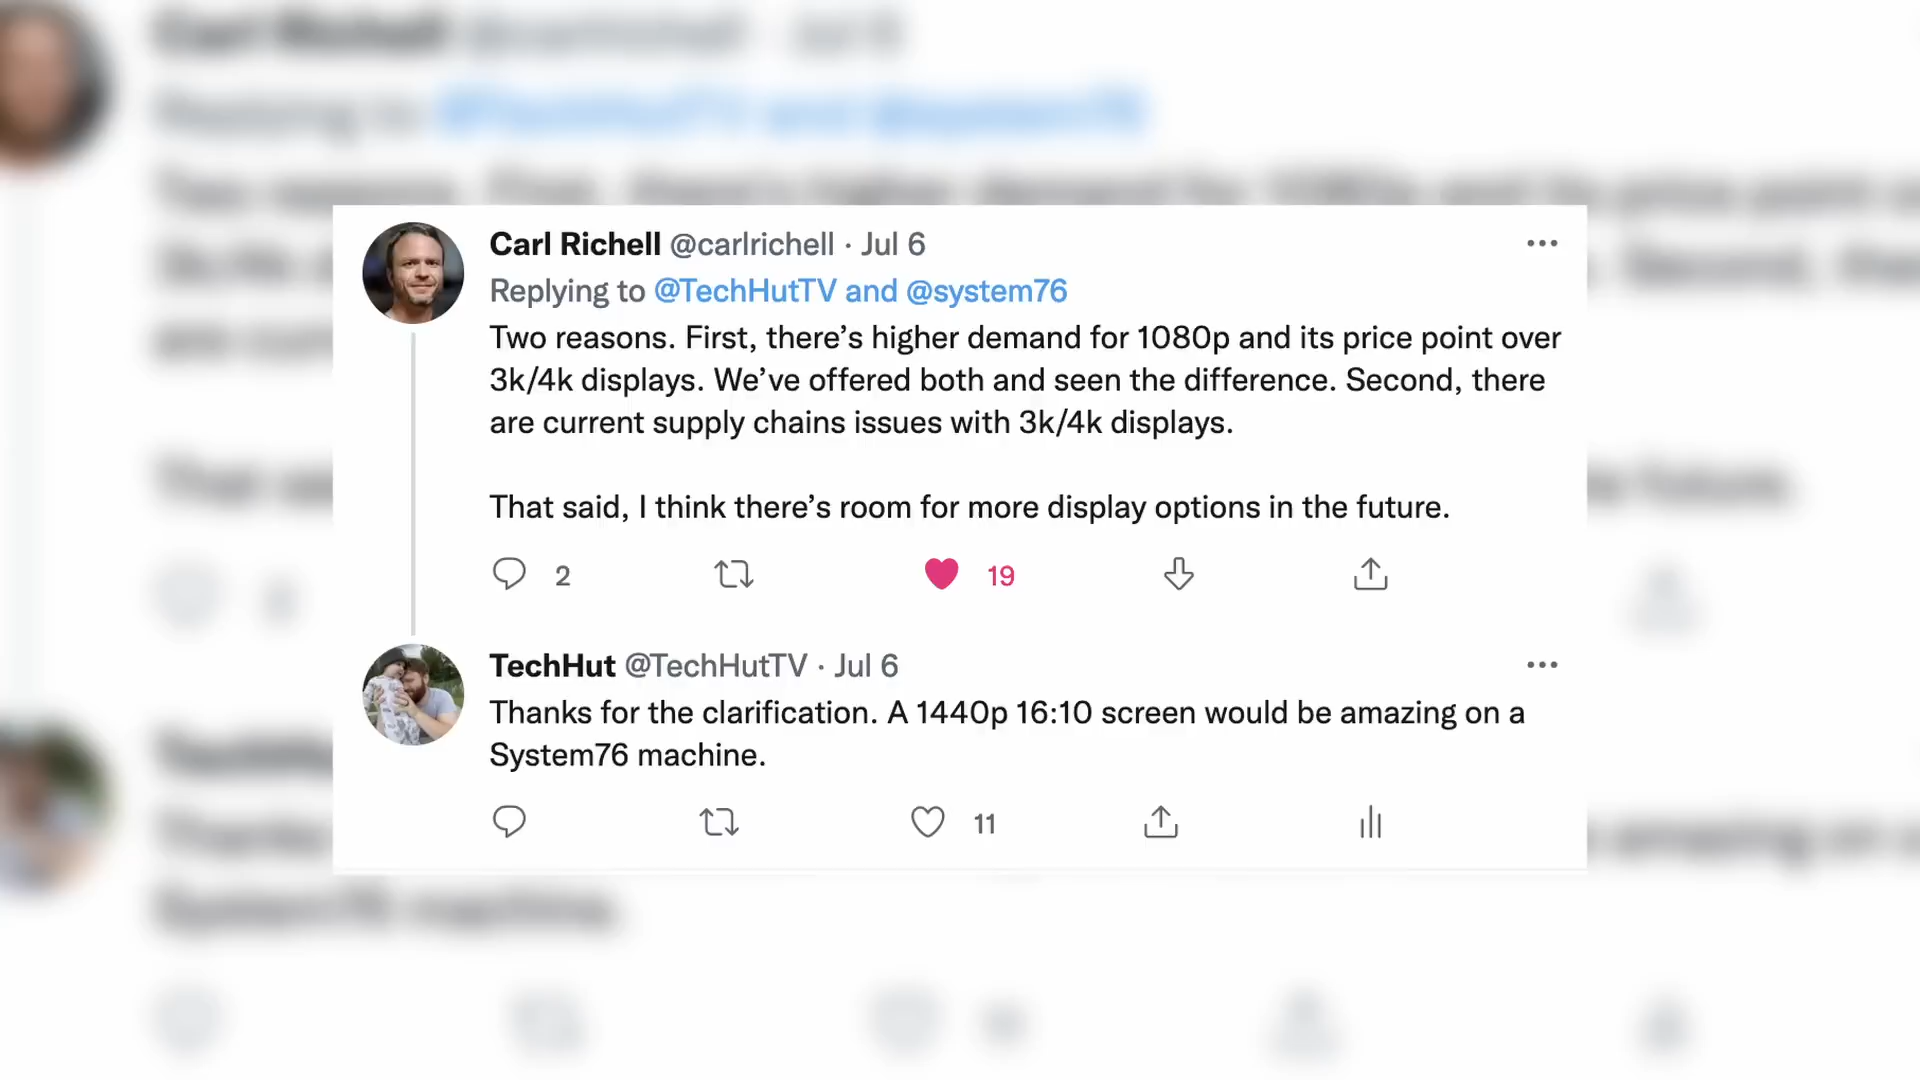 Carl Richell @carlrichell · Jul 6
Replying to @TechHutTV and @system76
Two reasons. First, there’s higher demand for 1080p and its price point over
3k/4k displays. We’ve offered both and seen the difference. Second, there
are current supply chains issues with 3k/4k displays.
That said, I think there’s room for more display options in the future.
2 19
TechHut @TechHutTV · Jul 6
Thanks for the clarification. A 1440p 16:10 screen would be amazing on a
System76 machine.
11